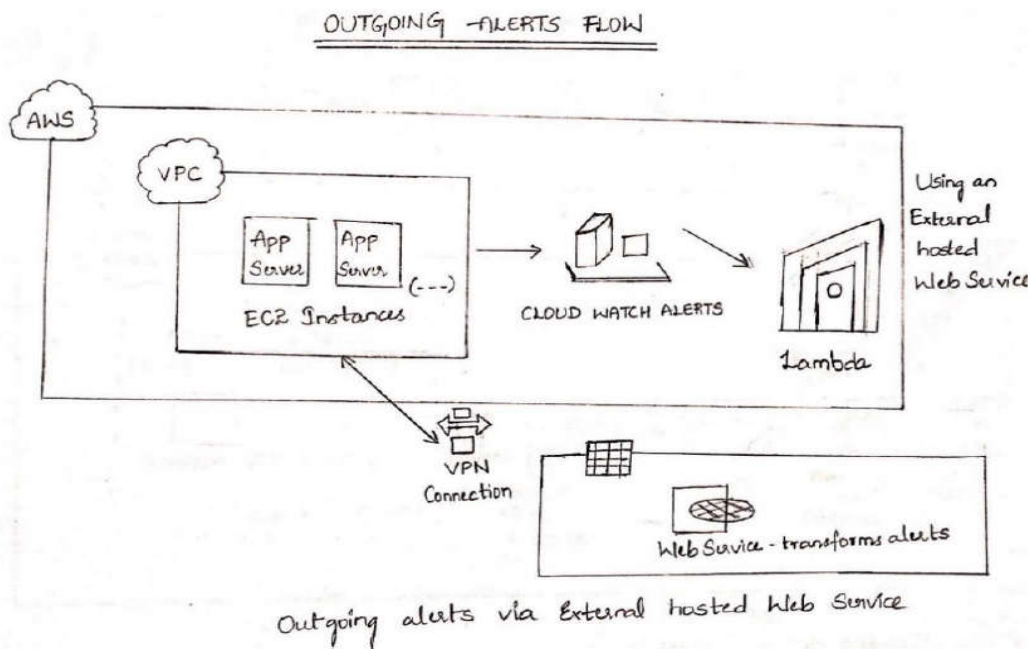 OUTGOING -ALERTS FLOW
AWS
VPC
App
Server
App
Server
(---)
EC2 Instances
CLOUD WATCH ALERTS
Lambda
Using an
External
hosted
Web Service
VPN
Connection
Web Service - transforms alerts
Outgoing alerts via External hosted Web Service